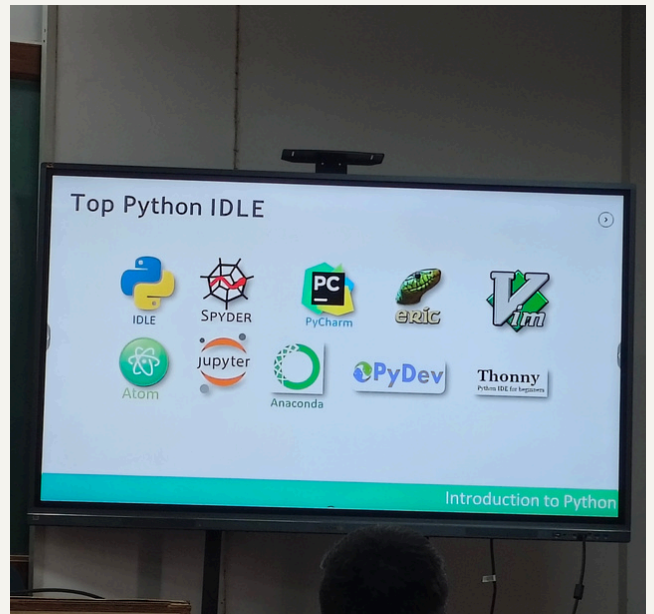 Top Python IDLE
IDLE
SPYDER
PC
PyCharm
eric
Vim
Atom
jupyter
Anaconda
PyDev
Thonny
Python IDE for beginners
Introduction to Python